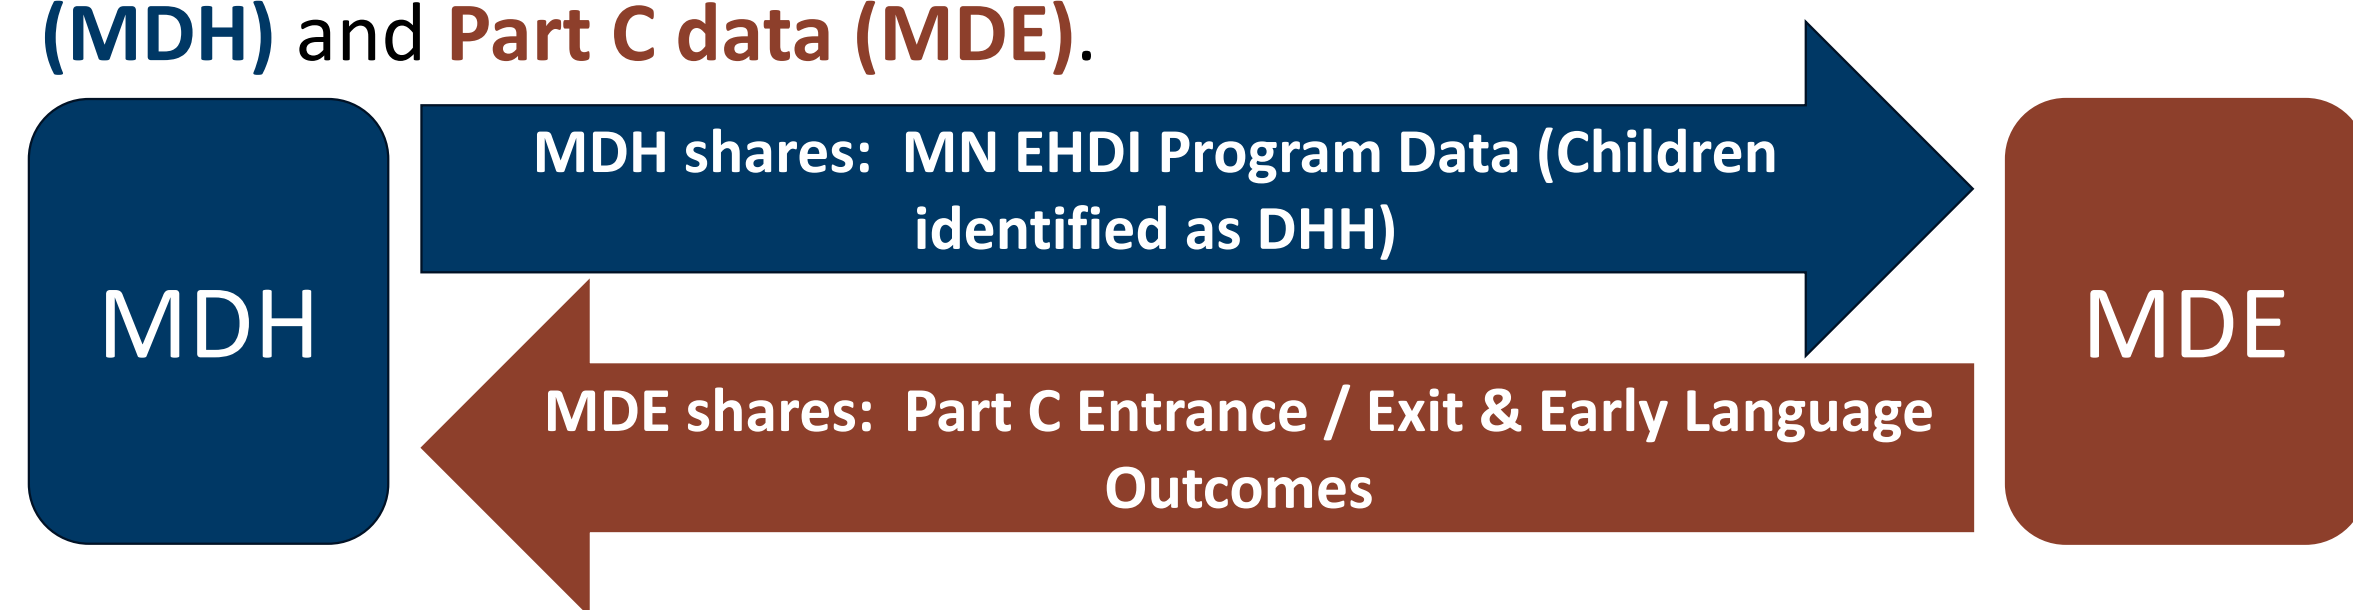 (MDH) and Part C data (MDE).
MDH shares:  MN EHDI Program Data (Children
identified as DHH)
MDH
MDE
MDE shares:  Part C Entrance / Exit & Early Language
Outcomes